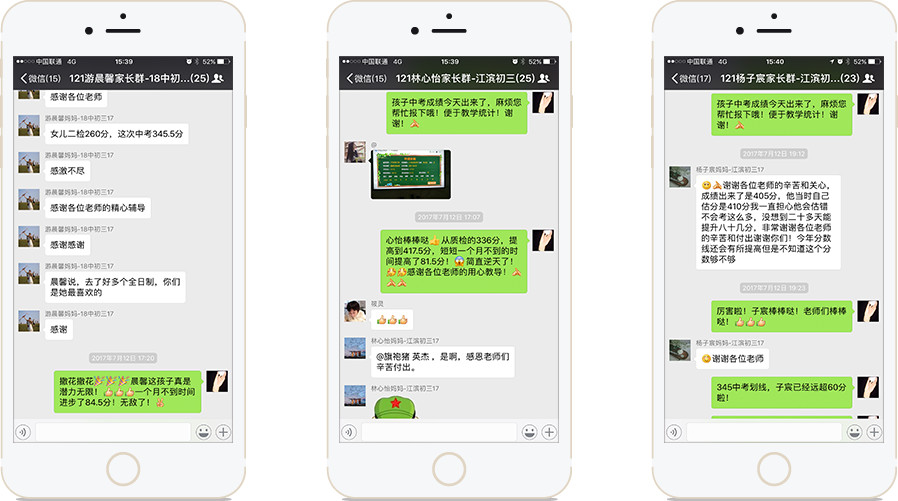 中国联通 4G 15:39 52%
微信(15) 121游晨馨家长群-18中初...(25)
感谢各位老师
游晨馨妈妈-18中初三17
女儿二检260分，这次中考345.5分
游晨馨妈妈-18中初三17
感激不尽
游晨馨妈妈-18中初三17
感谢各位老师的精心辅导
游晨馨妈妈-18中初三17
感谢感谢
游晨馨妈妈-18中初三17
晨馨说，去了好多个全日制，你们
是她最喜欢的
游晨馨妈妈-18中初三17
感谢
2017年7月12日 17:20
撒花撒花🎉🎉🎉晨馨这孩子真是
潜力无限！👍👍👍一个月不到时间
进步了84.5分！无敌了！✌
中国联通 4G 15:39 52%
微信(15) 121林心怡家长群-江滨初三(25)
孩子中考成绩今天出来了，麻烦您
帮忙报下哦！便于教学统计！谢
谢！🙏
@
2017年7月12日 17:07
心怡棒棒哒👍从质检的336分，提
高到417.5分，短短一个月不到的时
间提高了81.5分！😱简直逆天了！
🥰🥰感谢各位老师的用心教导！🙏
🙏🙏
筱灵
👍👍👍
林心怡妈妈-江滨初三17
@旗袍猪 英杰 ，是啊，感恩老师们
辛苦付出。
林心怡妈妈-江滨初三17
中国联通 4G 15:40 52%
微信(17) 121杨子宸家长群-江滨初...(23)
孩子中考成绩今天出来了，麻烦您
帮忙报下哦！便于教学统计！谢
谢！🙏
2017年7月12日 19:12
杨子宸妈妈-江滨初三17
😊🙏谢谢各位老师的辛苦和关心，
成绩出来了是405分，他当时自己
估分是410分我一直担心他会估错
不会考这么多，没想到二十多天能
提升八十几分，非常谢谢各位老师
的辛苦和付出谢谢你们！今年分数
线还会有所提高但是不知道这个分
数够不够
2017年7月12日 19:23
厉害啦！子宸棒棒哒！老师们棒棒
哒！👍👍👍
杨子宸妈妈-江滨初三17
😊谢谢各位老师
345中考划线，子宸已经远超60分
啦！